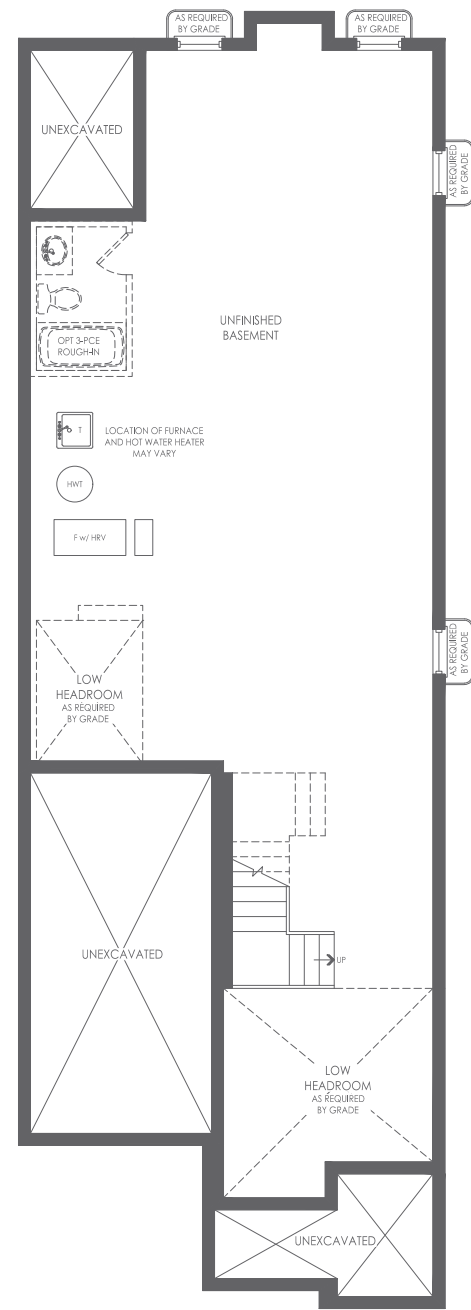 AS REQUIRED
BY GRADE
AS REQUIRED
BY GRADE
UNEXCAVATED
AS REQUIRED
BY GRADE
UNFINISHED
BASEMENT
OPT 3-PCE
ROUGH-IN
T
LOCATION OF FURNACE
AND HOT WATER HEATER
MAY VARY
HWT
F w/ HRV
AS REQUIRED
BY GRADE
LOW
HEADROOM
AS REQUIRED
BY GRADE
UNEXCAVATED
UP
LOW
HEADROOM
AS REQUIRED
BY GRADE
UNEXCAVATED